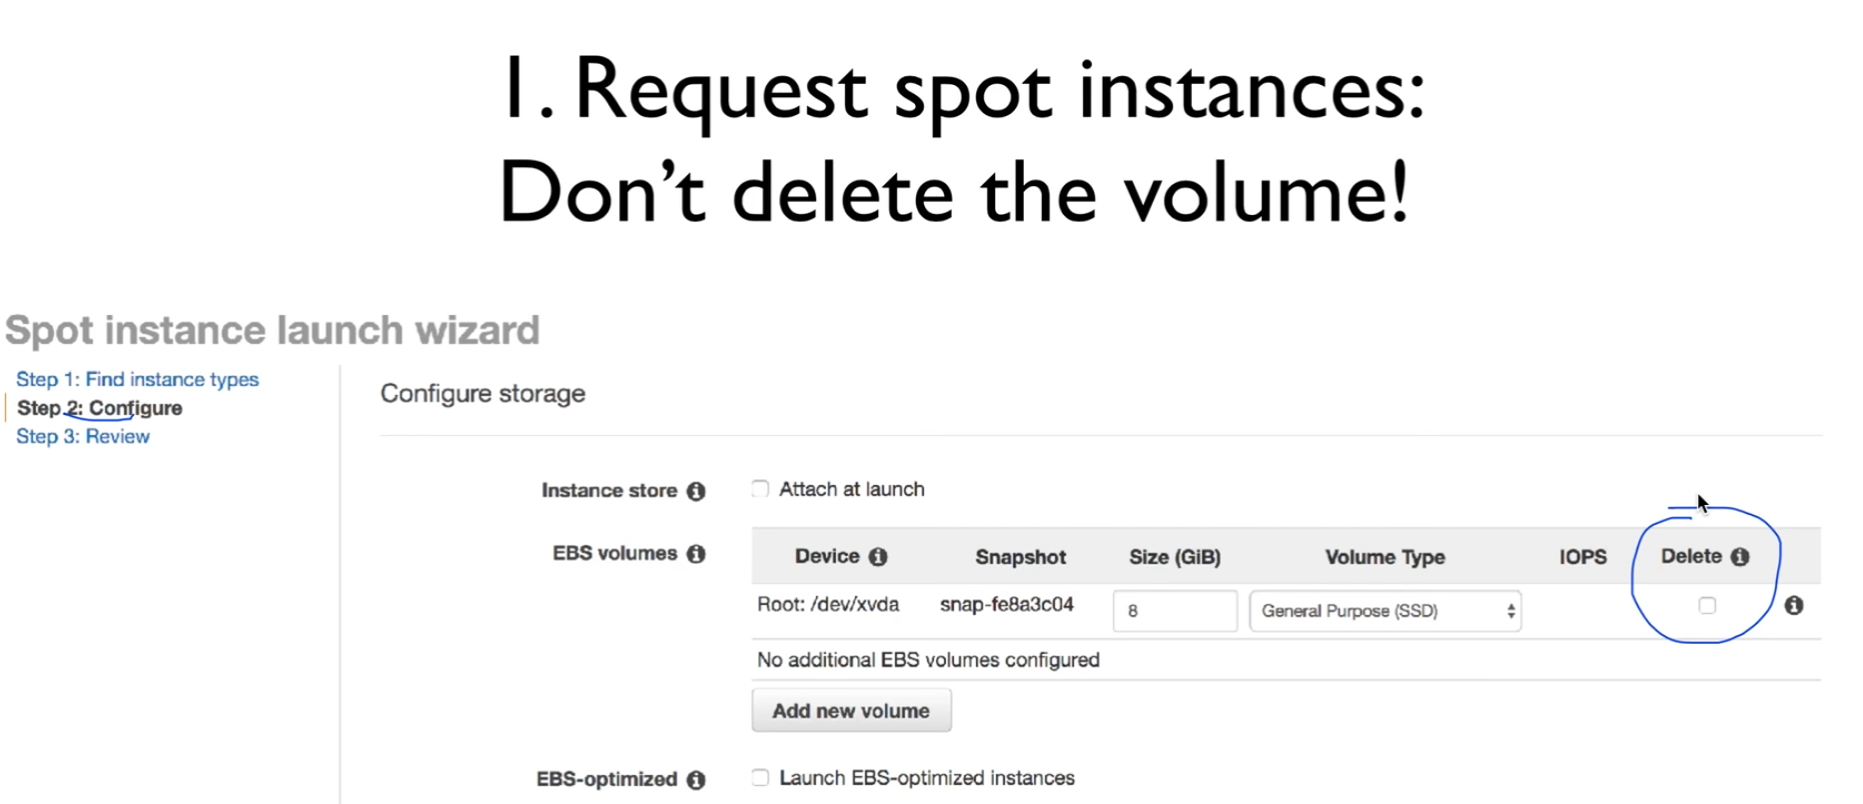 1. Request spot instances:
Don’t delete the volume!
Spot instance launch wizard
Step 1: Find instance types
Step 2: Configure
Step 3: Review
Configure storage
Instance store Attach at launch
EBS volumes Device Snapshot Size (GiB) Volume Type IOPS Delete
Root: /dev/xvda snap-fe8a3c04 8 General Purpose (SSD)
No additional EBS volumes configured
Add new volume
EBS-optimized Launch EBS-optimized instances